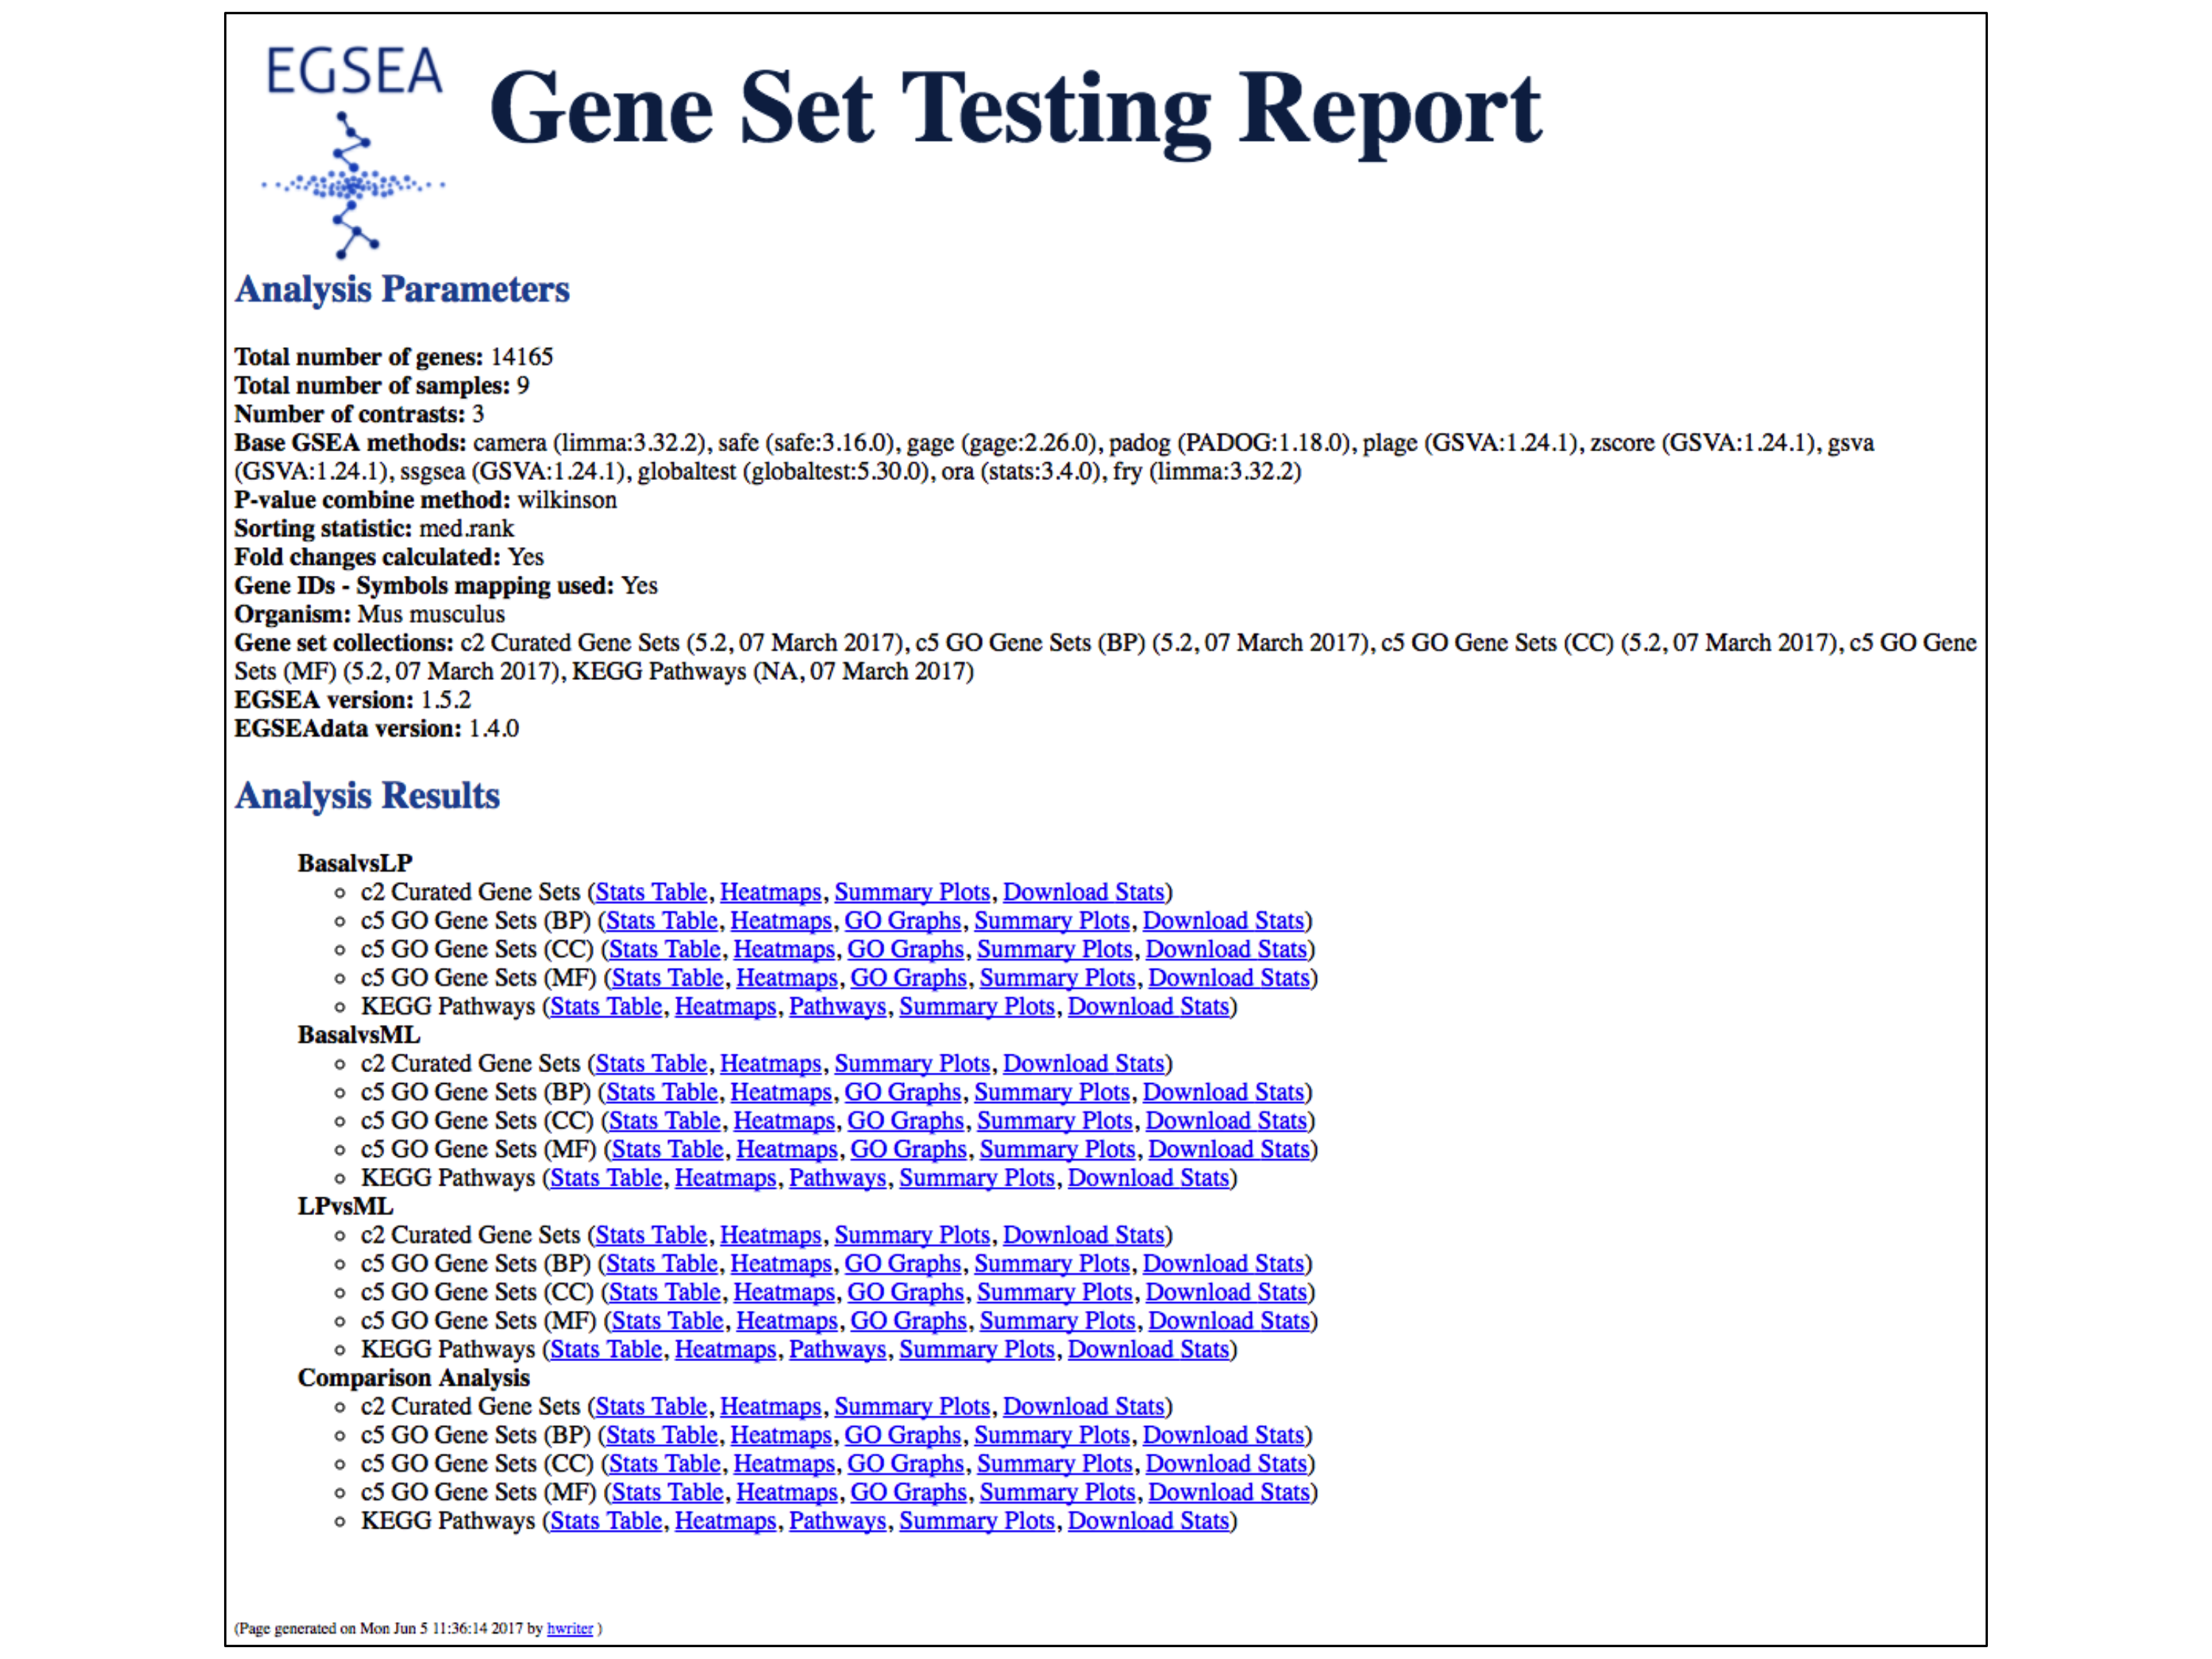 EGSEA
Gene Set Testing Report
Analysis Parameters
Total number of genes: 14165
Total number of samples: 9
Number of contrasts: 3
Base GSEA methods: camera (limma:3.32.2), safe (safe:3.16.0), gage (gage:2.26.0), padog (PADOG:1.18.0), plage (GSVA:1.24.1), zscore (GSVA:1.24.1), gsva
(GSVA:1.24.1), ssgsea (GSVA:1.24.1), globaltest (globaltest:5.30.0), ora (stats:3.4.0), fry (limma:3.32.2)
P-value combine method: wilkinson
Sorting statistic: med.rank
Fold changes calculated: Yes
Gene IDs - Symbols mapping used: Yes
Organism: Mus musculus
Gene set collections: c2 Curated Gene Sets (5.2, 07 March 2017), c5 GO Gene Sets (BP) (5.2, 07 March 2017), c5 GO Gene Sets (CC) (5.2, 07 March 2017), c5 GO Gene
Sets (MF) (5.2, 07 March 2017), KEGG Pathways (NA, 07 March 2017)
EGSEA version: 1.5.2
EGSEAdata version: 1.4.0
Analysis Results
BasalvsLP
c2 Curated Gene Sets (Stats Table, Heatmaps, Summary Plots, Download Stats)
c5 GO Gene Sets (BP) (Stats Table, Heatmaps, GO Graphs, Summary Plots, Download Stats)
c5 GO Gene Sets (CC) (Stats Table, Heatmaps, GO Graphs, Summary Plots, Download Stats)
c5 GO Gene Sets (MF) (Stats Table, Heatmaps, GO Graphs, Summary Plots, Download Stats)
KEGG Pathways (Stats Table, Heatmaps, Pathways, Summary Plots, Download Stats)
BasalvsML
c2 Curated Gene Sets (Stats Table, Heatmaps, Summary Plots, Download Stats)
c5 GO Gene Sets (BP) (Stats Table, Heatmaps, GO Graphs, Summary Plots, Download Stats)
c5 GO Gene Sets (CC) (Stats Table, Heatmaps, GO Graphs, Summary Plots, Download Stats)
c5 GO Gene Sets (MF) (Stats Table, Heatmaps, GO Graphs, Summary Plots, Download Stats)
KEGG Pathways (Stats Table, Heatmaps, Pathways, Summary Plots, Download Stats)
LPvsML
c2 Curated Gene Sets (Stats Table, Heatmaps, Summary Plots, Download Stats)
c5 GO Gene Sets (BP) (Stats Table, Heatmaps, GO Graphs, Summary Plots, Download Stats)
c5 GO Gene Sets (CC) (Stats Table, Heatmaps, GO Graphs, Summary Plots, Download Stats)
c5 GO Gene Sets (MF) (Stats Table, Heatmaps, GO Graphs, Summary Plots, Download Stats)
KEGG Pathways (Stats Table, Heatmaps, Pathways, Summary Plots, Download Stats)
Comparison Analysis
c2 Curated Gene Sets (Stats Table, Heatmaps, Summary Plots, Download Stats)
c5 GO Gene Sets (BP) (Stats Table, Heatmaps, GO Graphs, Summary Plots, Download Stats)
c5 GO Gene Sets (CC) (Stats Table, Heatmaps, GO Graphs, Summary Plots, Download Stats)
c5 GO Gene Sets (MF) (Stats Table, Heatmaps, GO Graphs, Summary Plots, Download Stats)
KEGG Pathways (Stats Table, Heatmaps, Pathways, Summary Plots, Download Stats)
(Page generated on Mon Jun 5 11:36:14 2017 by hwriter )